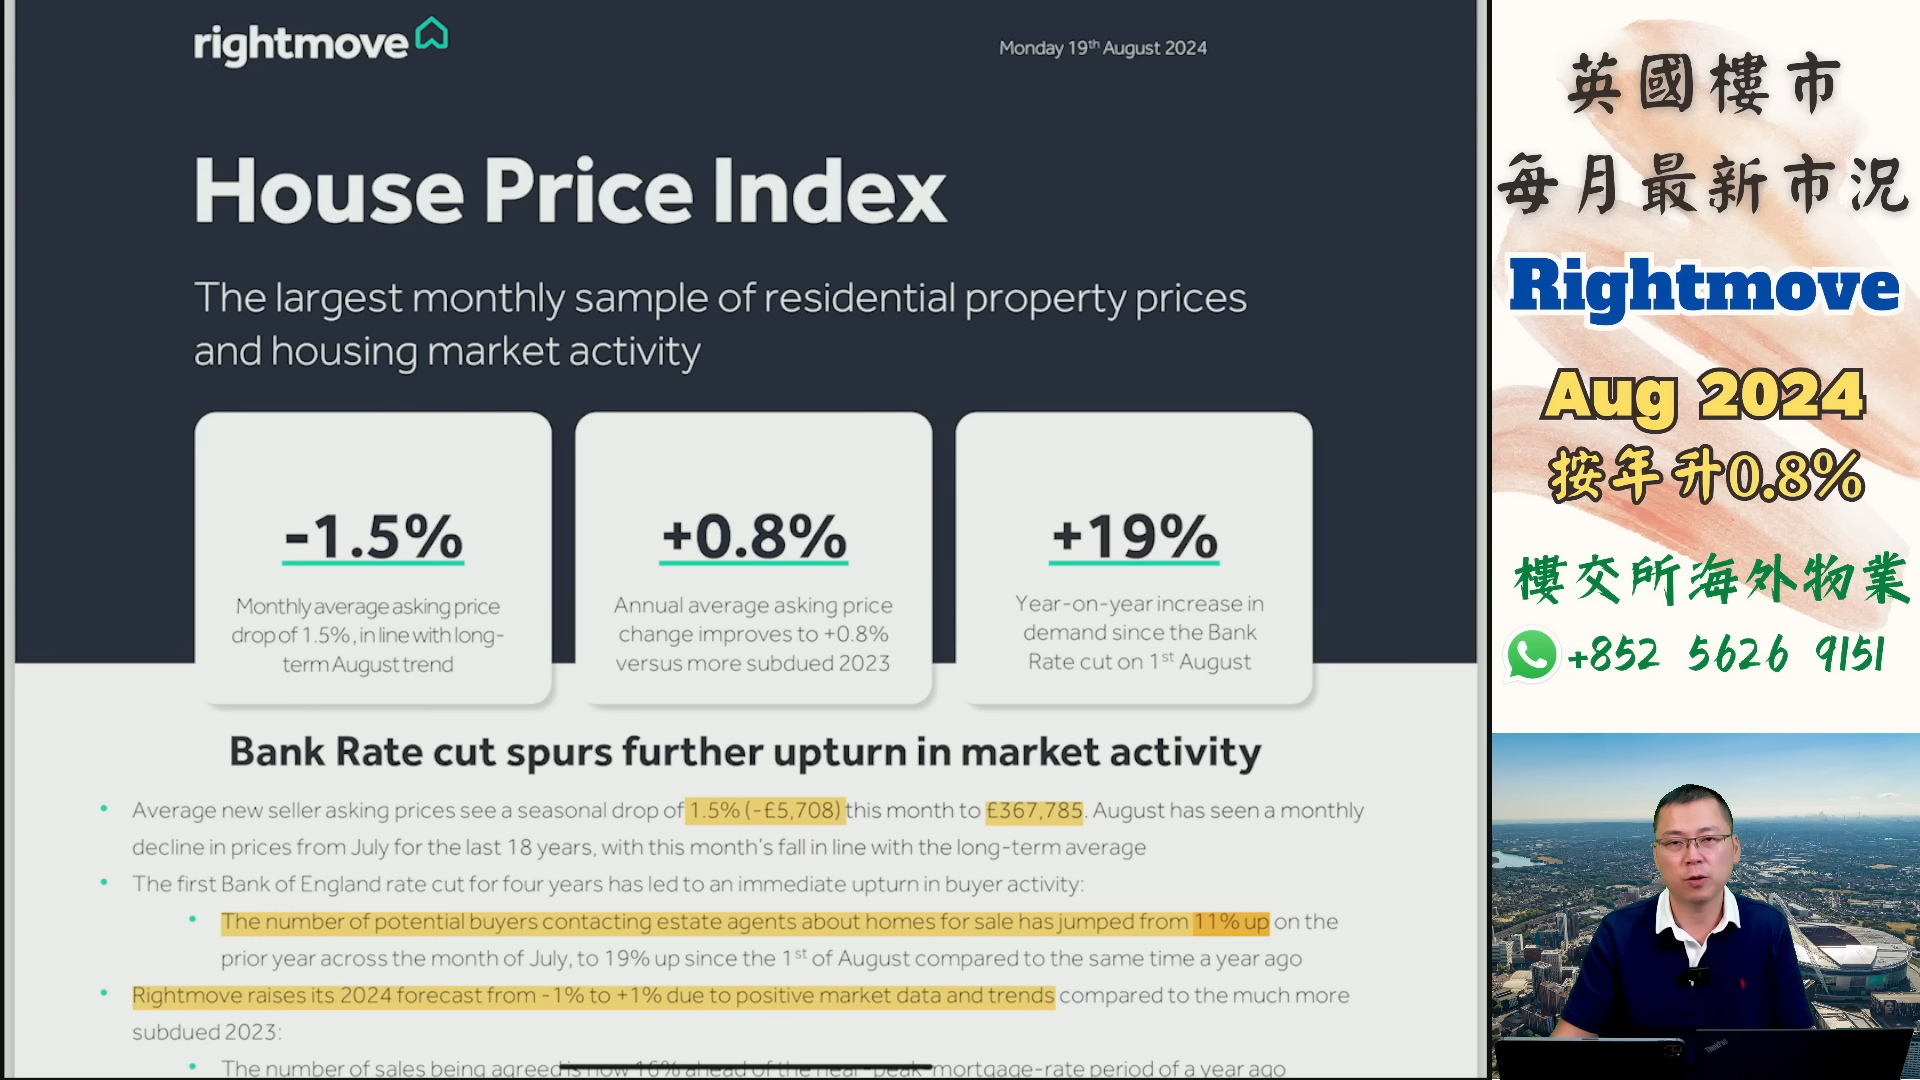 rightmove
Monday 19th August 2024
House Price Index
The largest monthly sample of residential property prices
and housing market activity
-1.5%
Monthly average asking price
drop of 1.5%, in line with long-
term August trend
+0.8%
Annual average asking price
change improves to +0.8%
versus more subdued 2023
+19%
Year-on-year increase in
demand since the Bank
Rate cut on 1st August
Bank Rate cut spurs further upturn in market activity
• Average new seller asking prices see a seasonal drop of 1.5% (-£5,708) this month to £367,785. August has seen a monthly
decline in prices from July for the last 18 years, with this month's fall in line with the long-term average
• The first Bank of England rate cut for four years has led to an immediate upturn in buyer activity:
• The number of potential buyers contacting estate agents about homes for sale has jumped from 11% up on the
prior year across the month of July, to 19% up since the 1st of August compared to the same time a year ago
• Rightmove raises its 2024 forecast from -1% to +1% due to positive market data and trends compared to the much more
subdued 2023:
• The number of sales being agreed is now 16% ahead of the near-peak-mortgage-rate period of a year ago
英國樓市
每月最新市況
Rightmove
Aug 2024
按年升0.8%
樓交所海外物業
+852 5626 9151
ThinkPad